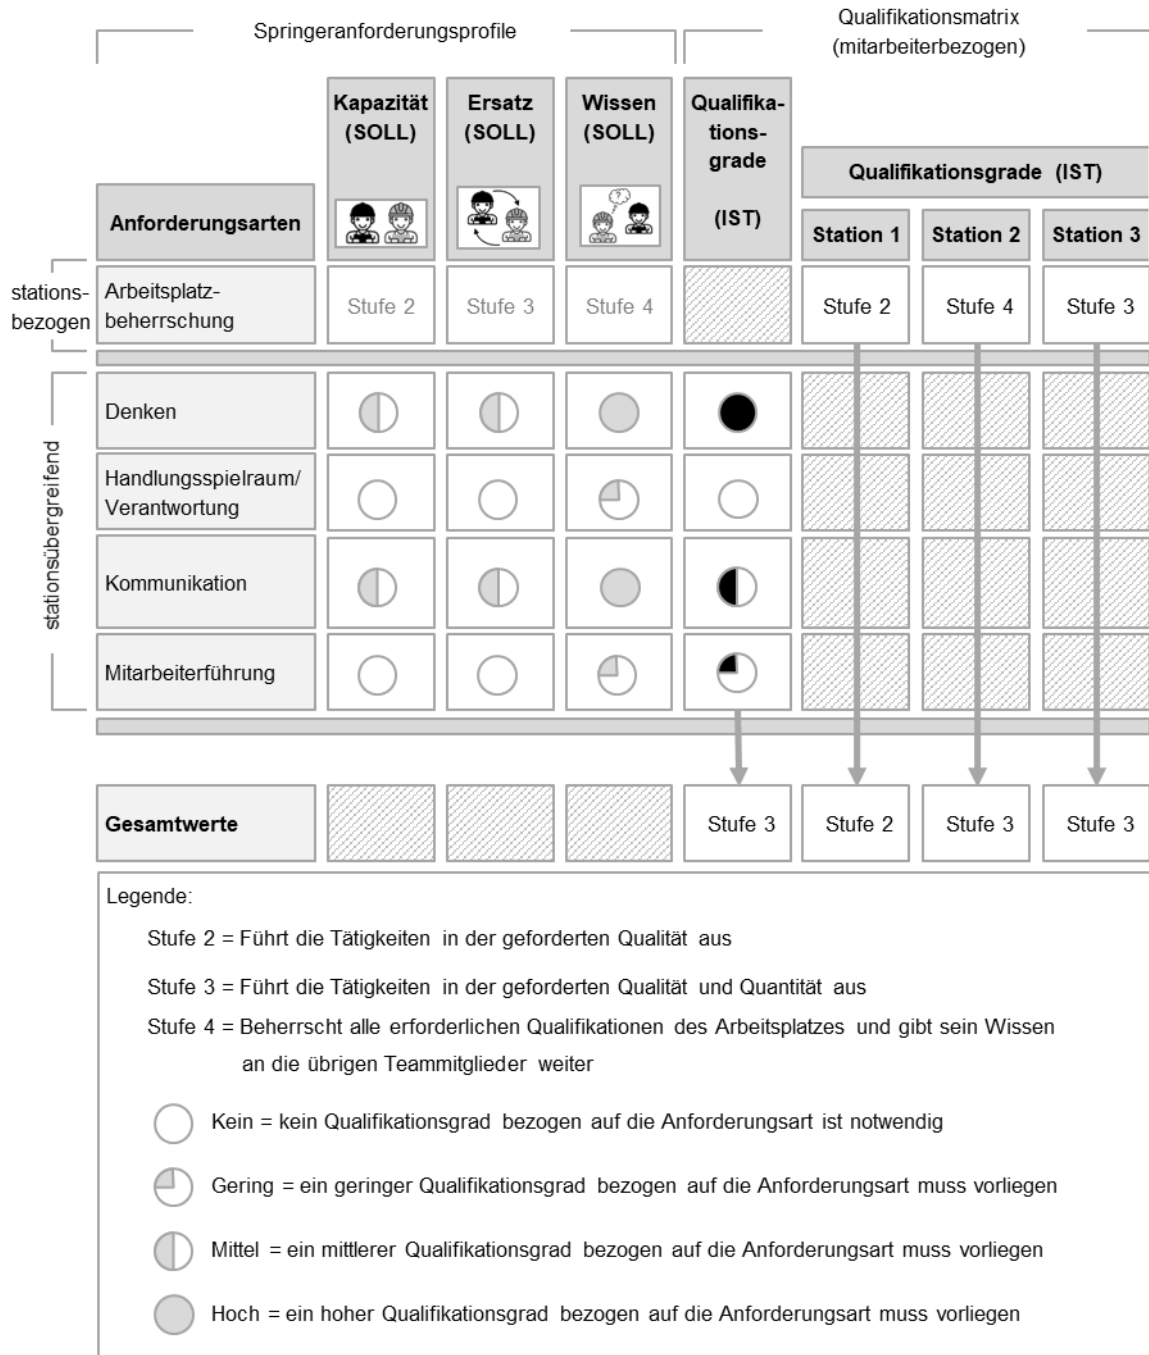 Springeranforderungsprofile
Qualifikationsmatrix
(mitarbeiterbezogen)
Kapazität
(SOLL)
Ersatz
(SOLL)
Wissen
(SOLL)
Qualifika-
tions-
grade
(IST)
Qualifikationsgrade (IST)
Anforderungsarten
?
Station 1
Station 2
Station 3
stations-
bezogen
Arbeitsplatz-
beherrschung
Stufe 2
Stufe 3
Stufe 4
Stufe 2
Stufe 4
Stufe 3
stationsübergreifend
Denken
Handlungsspielraum/
Verantwortung
Kommunikation
Mitarbeiterführung
Gesamtwerte
Stufe 3
Stufe 2
Stufe 3
Stufe 3
Legende:
Stufe 2 = Führt die Tätigkeiten in der geforderten Qualität aus
Stufe 3 = Führt die Tätigkeiten in der geforderten Qualität und Quantität aus
Stufe 4 = Beherrscht alle erforderlichen Qualifikationen des Arbeitsplatzes und gibt sein Wissen
an die übrigen Teammitglieder weiter
Kein = kein Qualifikationsgrad bezogen auf die Anforderungsart ist notwendig
Gering = ein geringer Qualifikationsgrad bezogen auf die Anforderungsart muss vorliegen
Mittel = ein mittlerer Qualifikationsgrad bezogen auf die Anforderungsart muss vorliegen
Hoch = ein hoher Qualifikationsgrad bezogen auf die Anforderungsart muss vorliegen